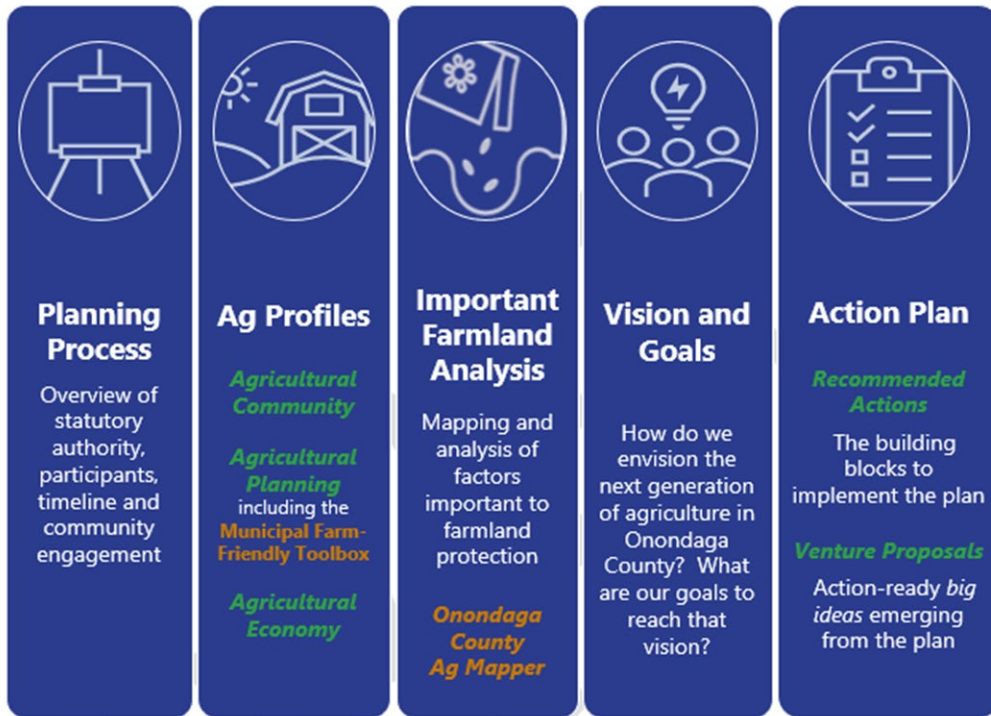 Planning
Process
Overview of
statutory
authority,
participants,
timeline and
community
engagement
Ag Profiles
Agricultural
Community
Agricultural
Planning
including the
Municipal Farm-
Friendly Toolbox
Agricultural
Economy
Important
Farmland
Analysis
Mapping and
analysis of
factors
important to
farmland
protection
Onondaga
County
Ag Mapper
Vision and
Goals
How do we
envision the
next generation
of agriculture in
Onondaga
County?  What
are our goals to
reach that
vision?
Action Plan
Recommended
Actions
The building
blocks to
implement the plan
Venture Proposals
Action-ready big
ideas emerging
from the plan